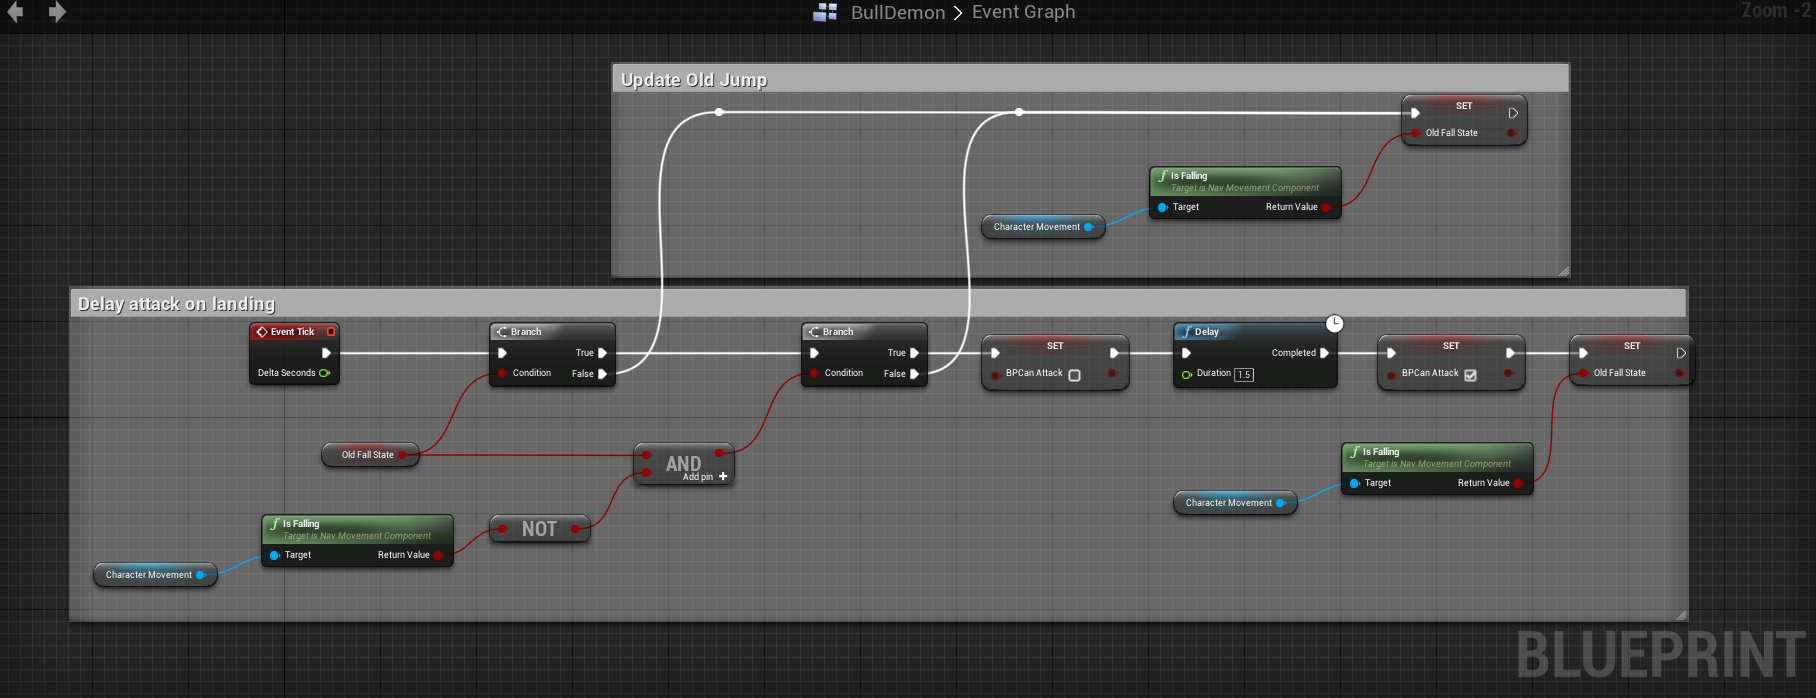 BullDemon > Event Graph
Zoom -2
Update Old Jump
SET
Old Fall State
f Is Falling
Target is Nav Movement Component
Target Return Value
Character Movement
Delay attack on landing
Event Tick
Delta Seconds
Branch
True
Condition False
Branch
True
Condition False
SET
BPCan Attack
Delay
Completed
Duration 1.5
SET
BPCan Attack
SET
Old Fall State
Old Fall State
AND
Add pin +
f Is Falling
Target is Nav Movement Component
Target Return Value
Character Movement
NOT
f Is Falling
Target is Nav Movement Component
Target Return Value
Character Movement
BLUEPRINT